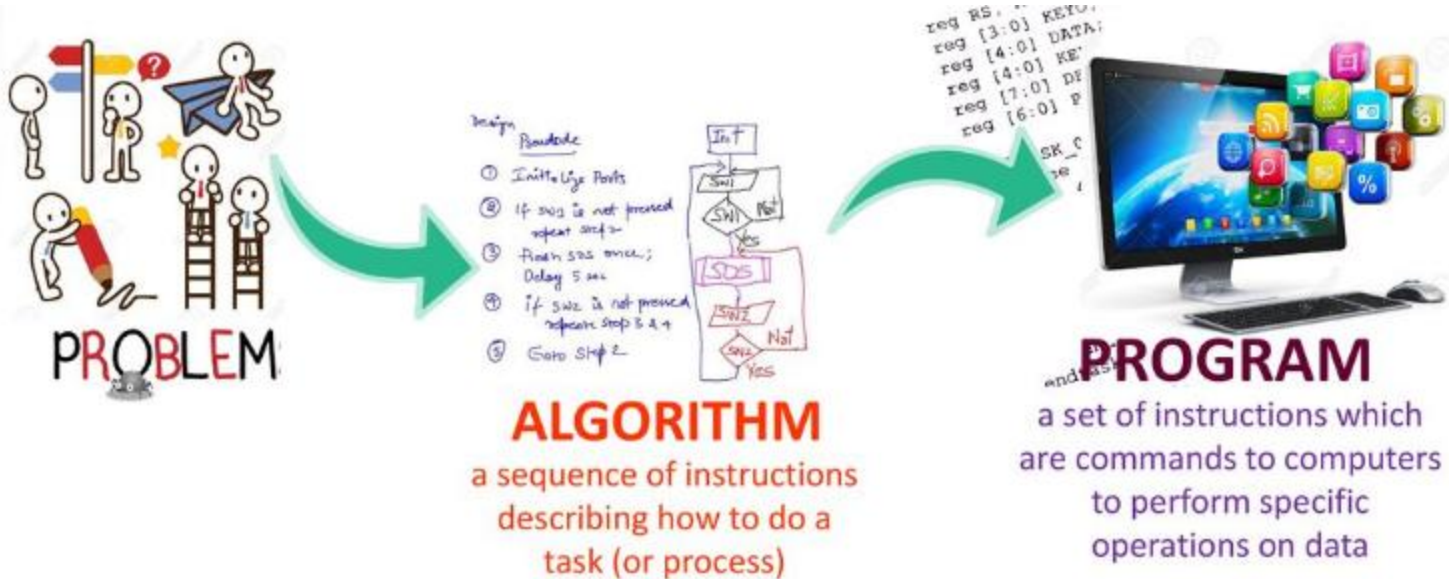 ?
PROBLEM
Design
Pseudocode
① Initialize Ports
② if SW1 is not pressed
repeat step 2
③ Flash SOS once;
Delay 5 sec
④ if SW2 is not pressed
repeat step 3 & 4
⑤ Goto Step 2
Init
SW1
SW1
Not
Yes
SOS
SW2
SW2
Not
Yes
ALGORITHM
a sequence of instructions
describing how to do a
task (or process)
reg RS,
reg [3:0] KEY0,
reg [4:0] DATA;
reg [4:0] KE
reg [7:0] DE
reg [6:0] P
%
endtask
PROGRAM
a set of instructions which
are commands to computers
to perform specific
operations on data